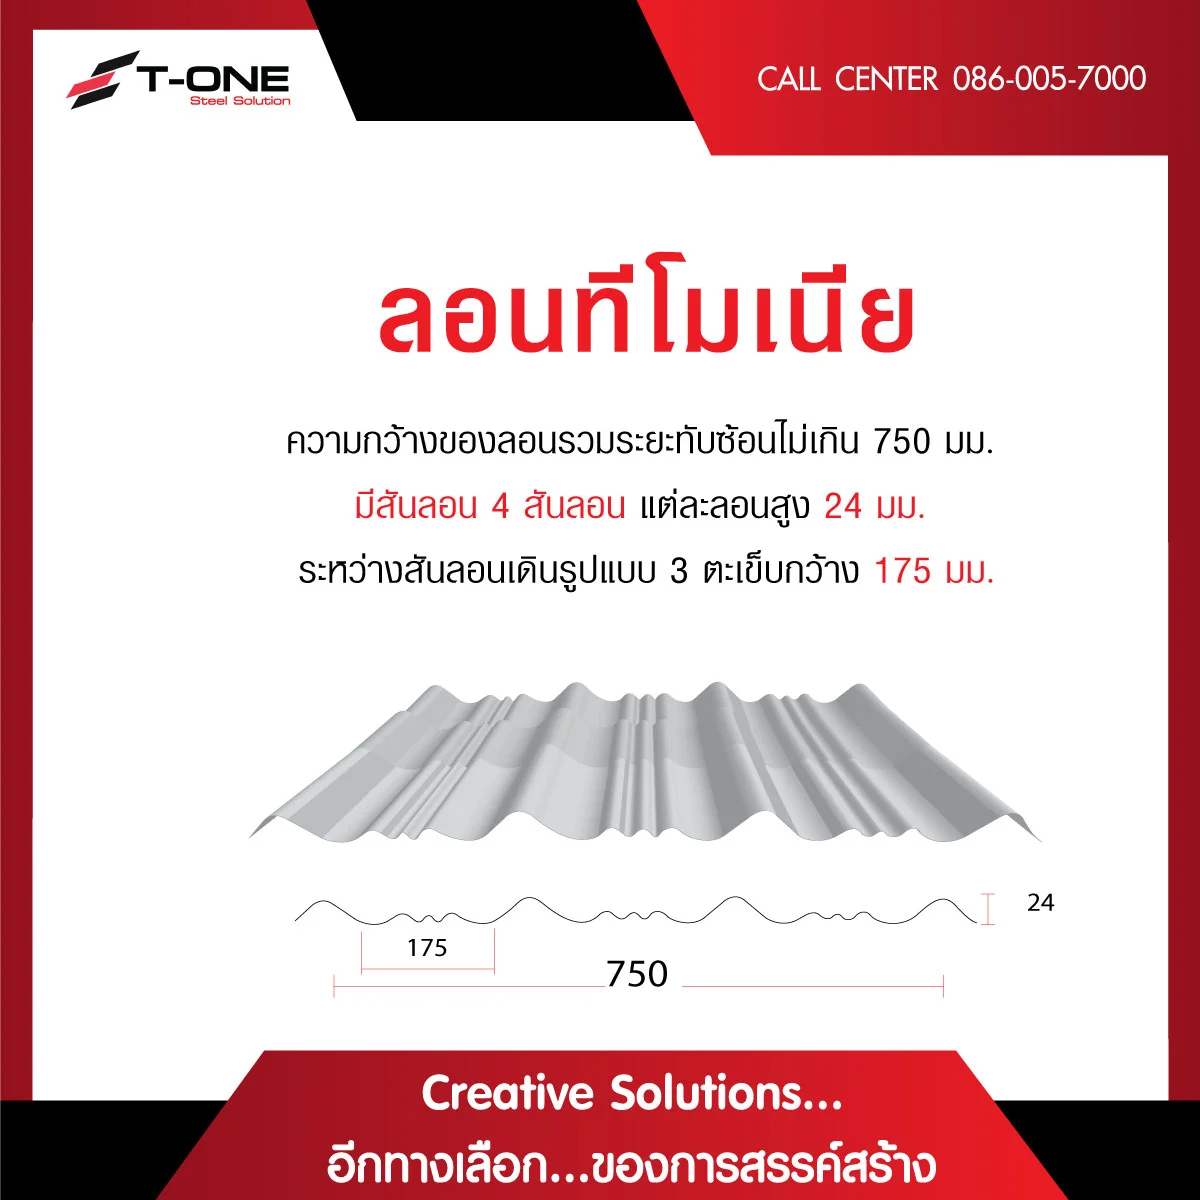 T-ONE
Steel Solution
CALL CENTER 086-005-7000
ลอนทีโมเนีย
ความกว้างของลอนรวมระยะทับซ้อนไม่เกิน 750 มม.
มีสันลอน 4 สันลอน แต่ละลอนสูง 24 มม.
ระหว่างสันลอนเดินรูปแบบ 3 ตะเข็บกว้าง 175 มม.
24
175
750
Creative Solutions...
อีกทางเลือก...ของการสรรค์สร้าง